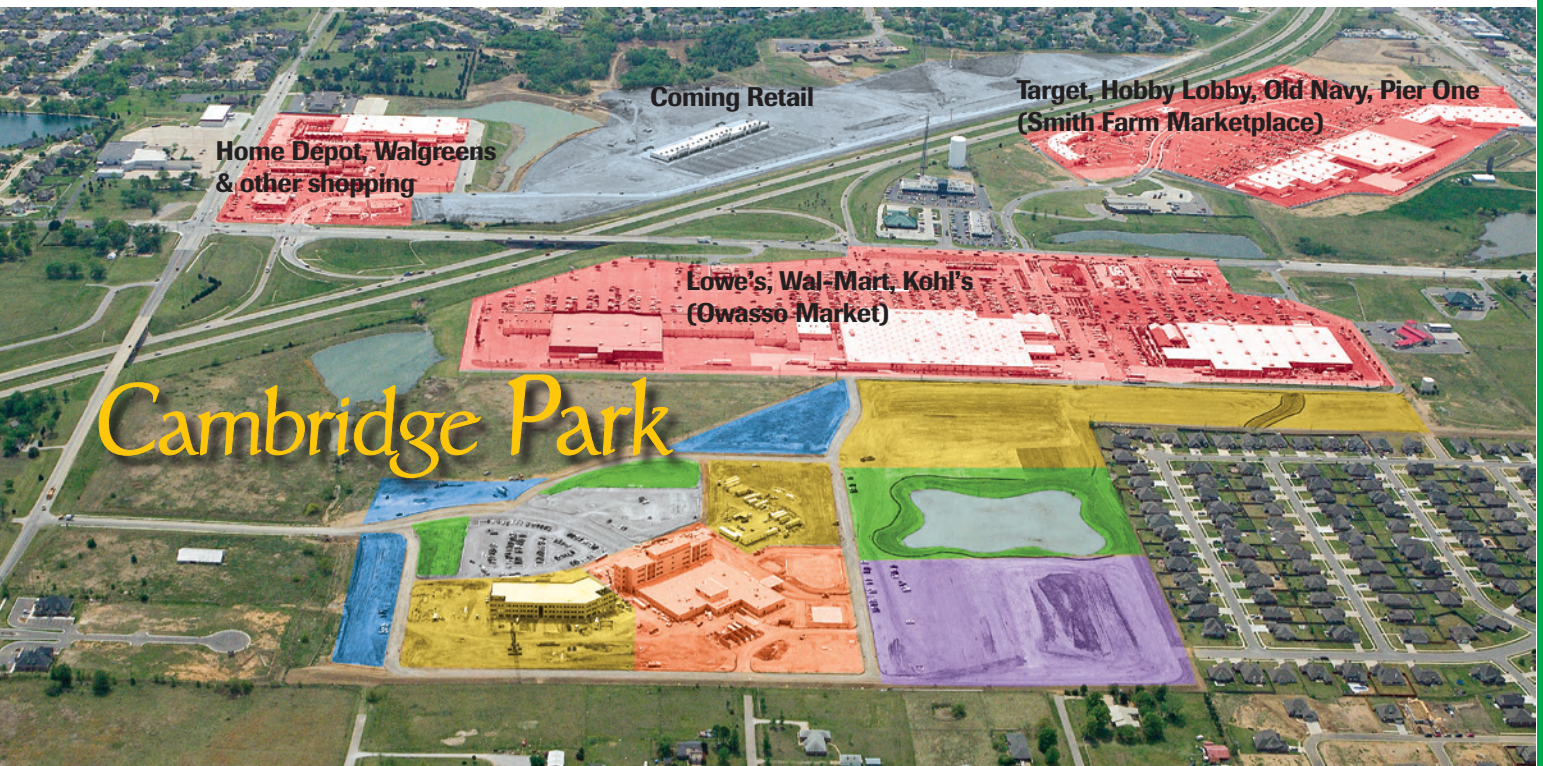 Coming Retail
Target, Hobby Lobby, Old Navy, Pier One
(Smith Farm Marketplace)
Home Depot, Walgreens
& other shopping
Lowe's, Wal-Mart, Kohl's
(Owasso Market)
Cambridge Park